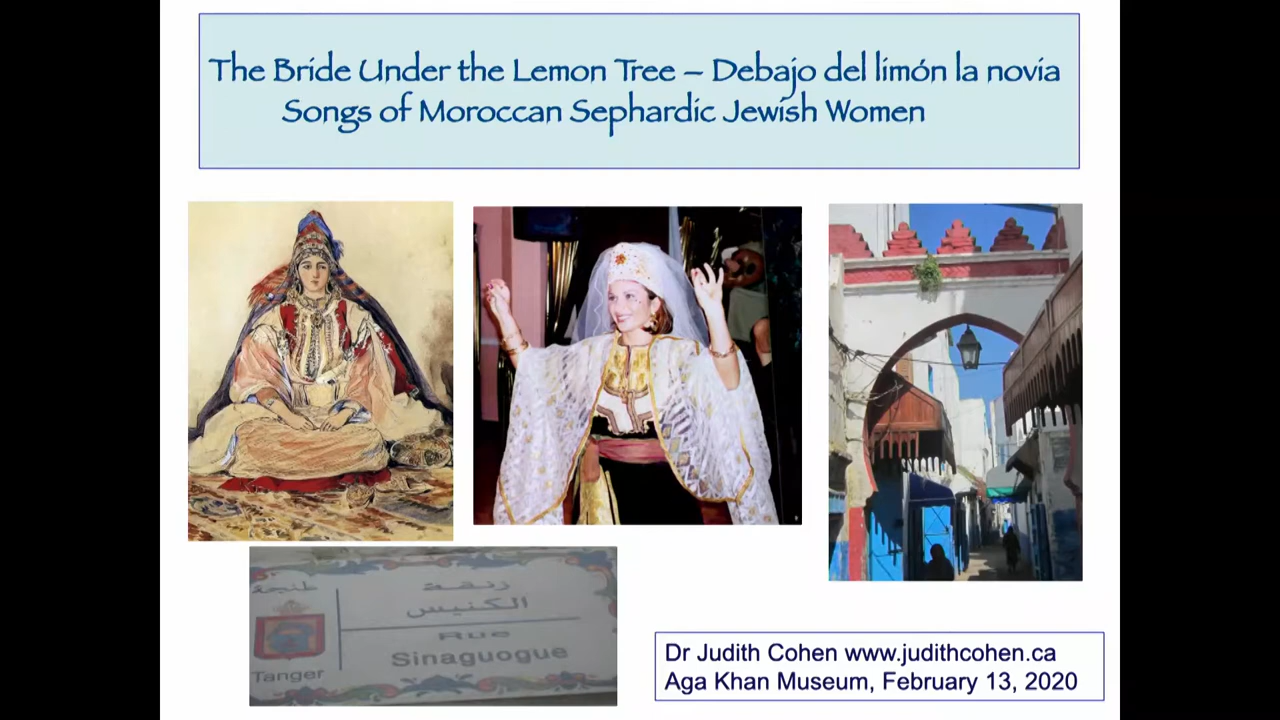 The Bride Under the Lemon Tree – Debajo del limón la novia
Songs of Moroccan Sephardic Jewish Women
طنجة
زنقة
الكنيس
Rue
Sinaguogue
Tanger
Dr Judith Cohen www.judithcohen.ca
Aga Khan Museum, February 13, 2020